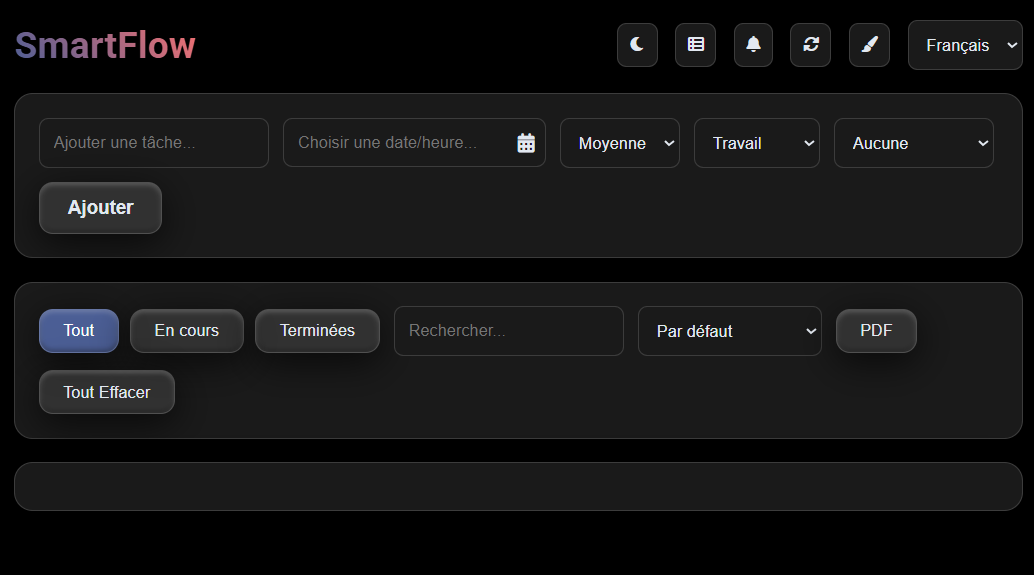 SmartFlow
Français
Ajouter une tâche... Choisir une date/heure... Moyenne Travail Aucune
Ajouter
Tout En cours Terminées Rechercher... Par défaut PDF
Tout Effacer